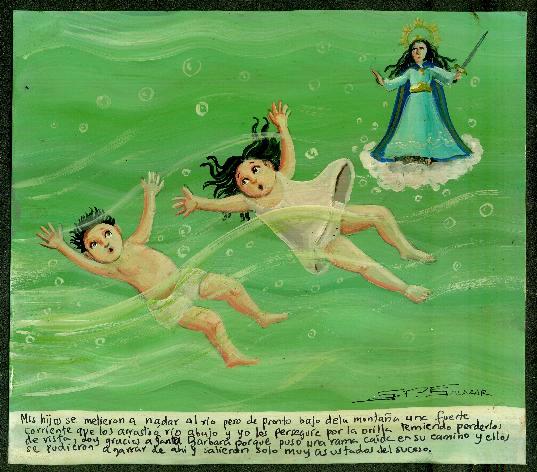 SALAZAR
Mis hijos se metieron a nadar al rio pero de pronto bajo dela montaña una fuerte
corriente que los arrastro rio abajo y yo los persegui por la orilla temiendo perderlos
de vista, doy gracias a Santa Barbara porque puso una rama caida en su camino y ellos
se pudieron agarrar de ahi y salieron solo muy asustados del suceso.